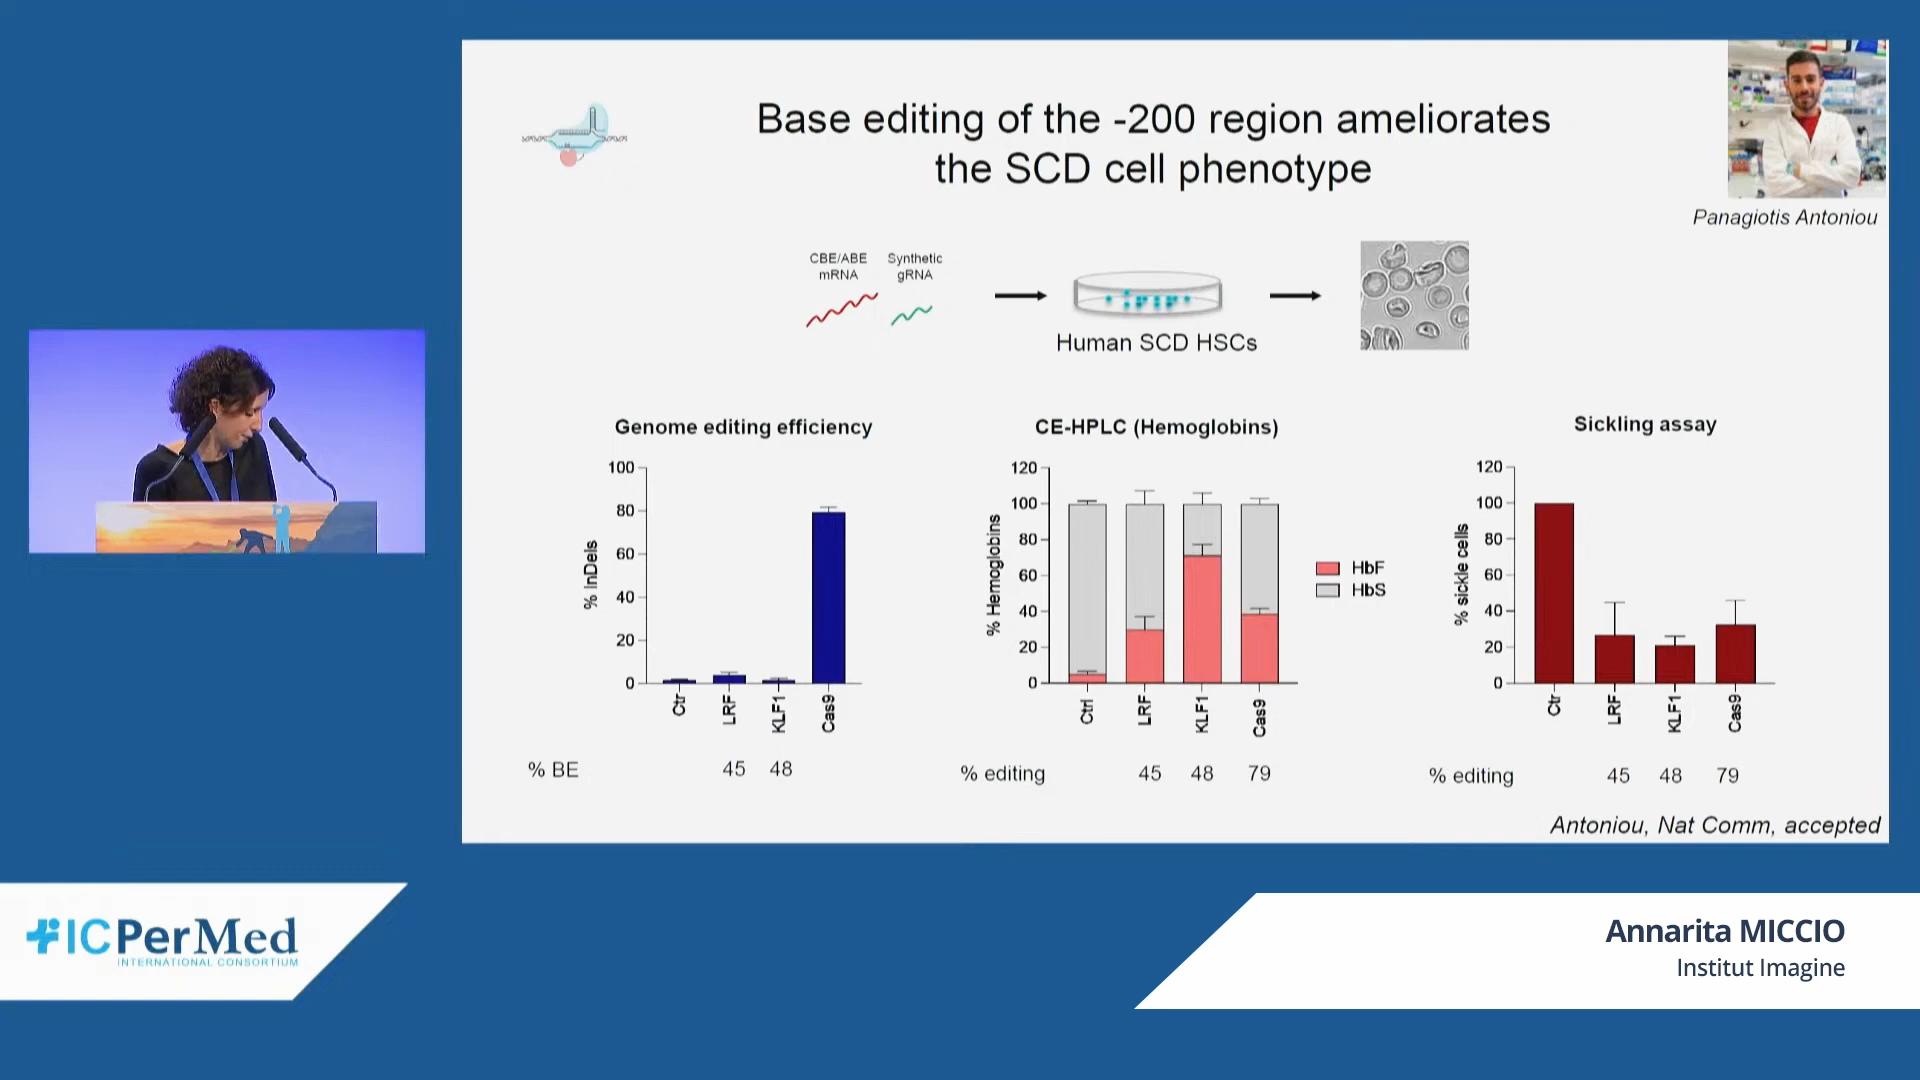 Base editing of the -200 region ameliorates
the SCD cell phenotype
Panagiotis Antoniou
CBE/ABE
mRNA
Synthetic
gRNA
Human SCD HSCs
Genome editing efficiency
% InDels
100
80
60
40
20
0
Ctr
LRF
KLF1
Cas9
% BE
45
48
CE-HPLC (Hemoglobins)
% Hemoglobins
120
100
80
60
40
20
0
Ctrl
LRF
KLF1
Cas9
HbF
HbS
% editing
45
48
79
Sickling assay
% sickle cells
120
100
80
60
40
20
0
Ctr
LRF
KLF1
Cas9
% editing
45
48
79
Antoniou, Nat Comm, accepted
ICPerMed
INTERNATIONAL CONSORTIUM
Annarita MICCIO
Institut Imagine